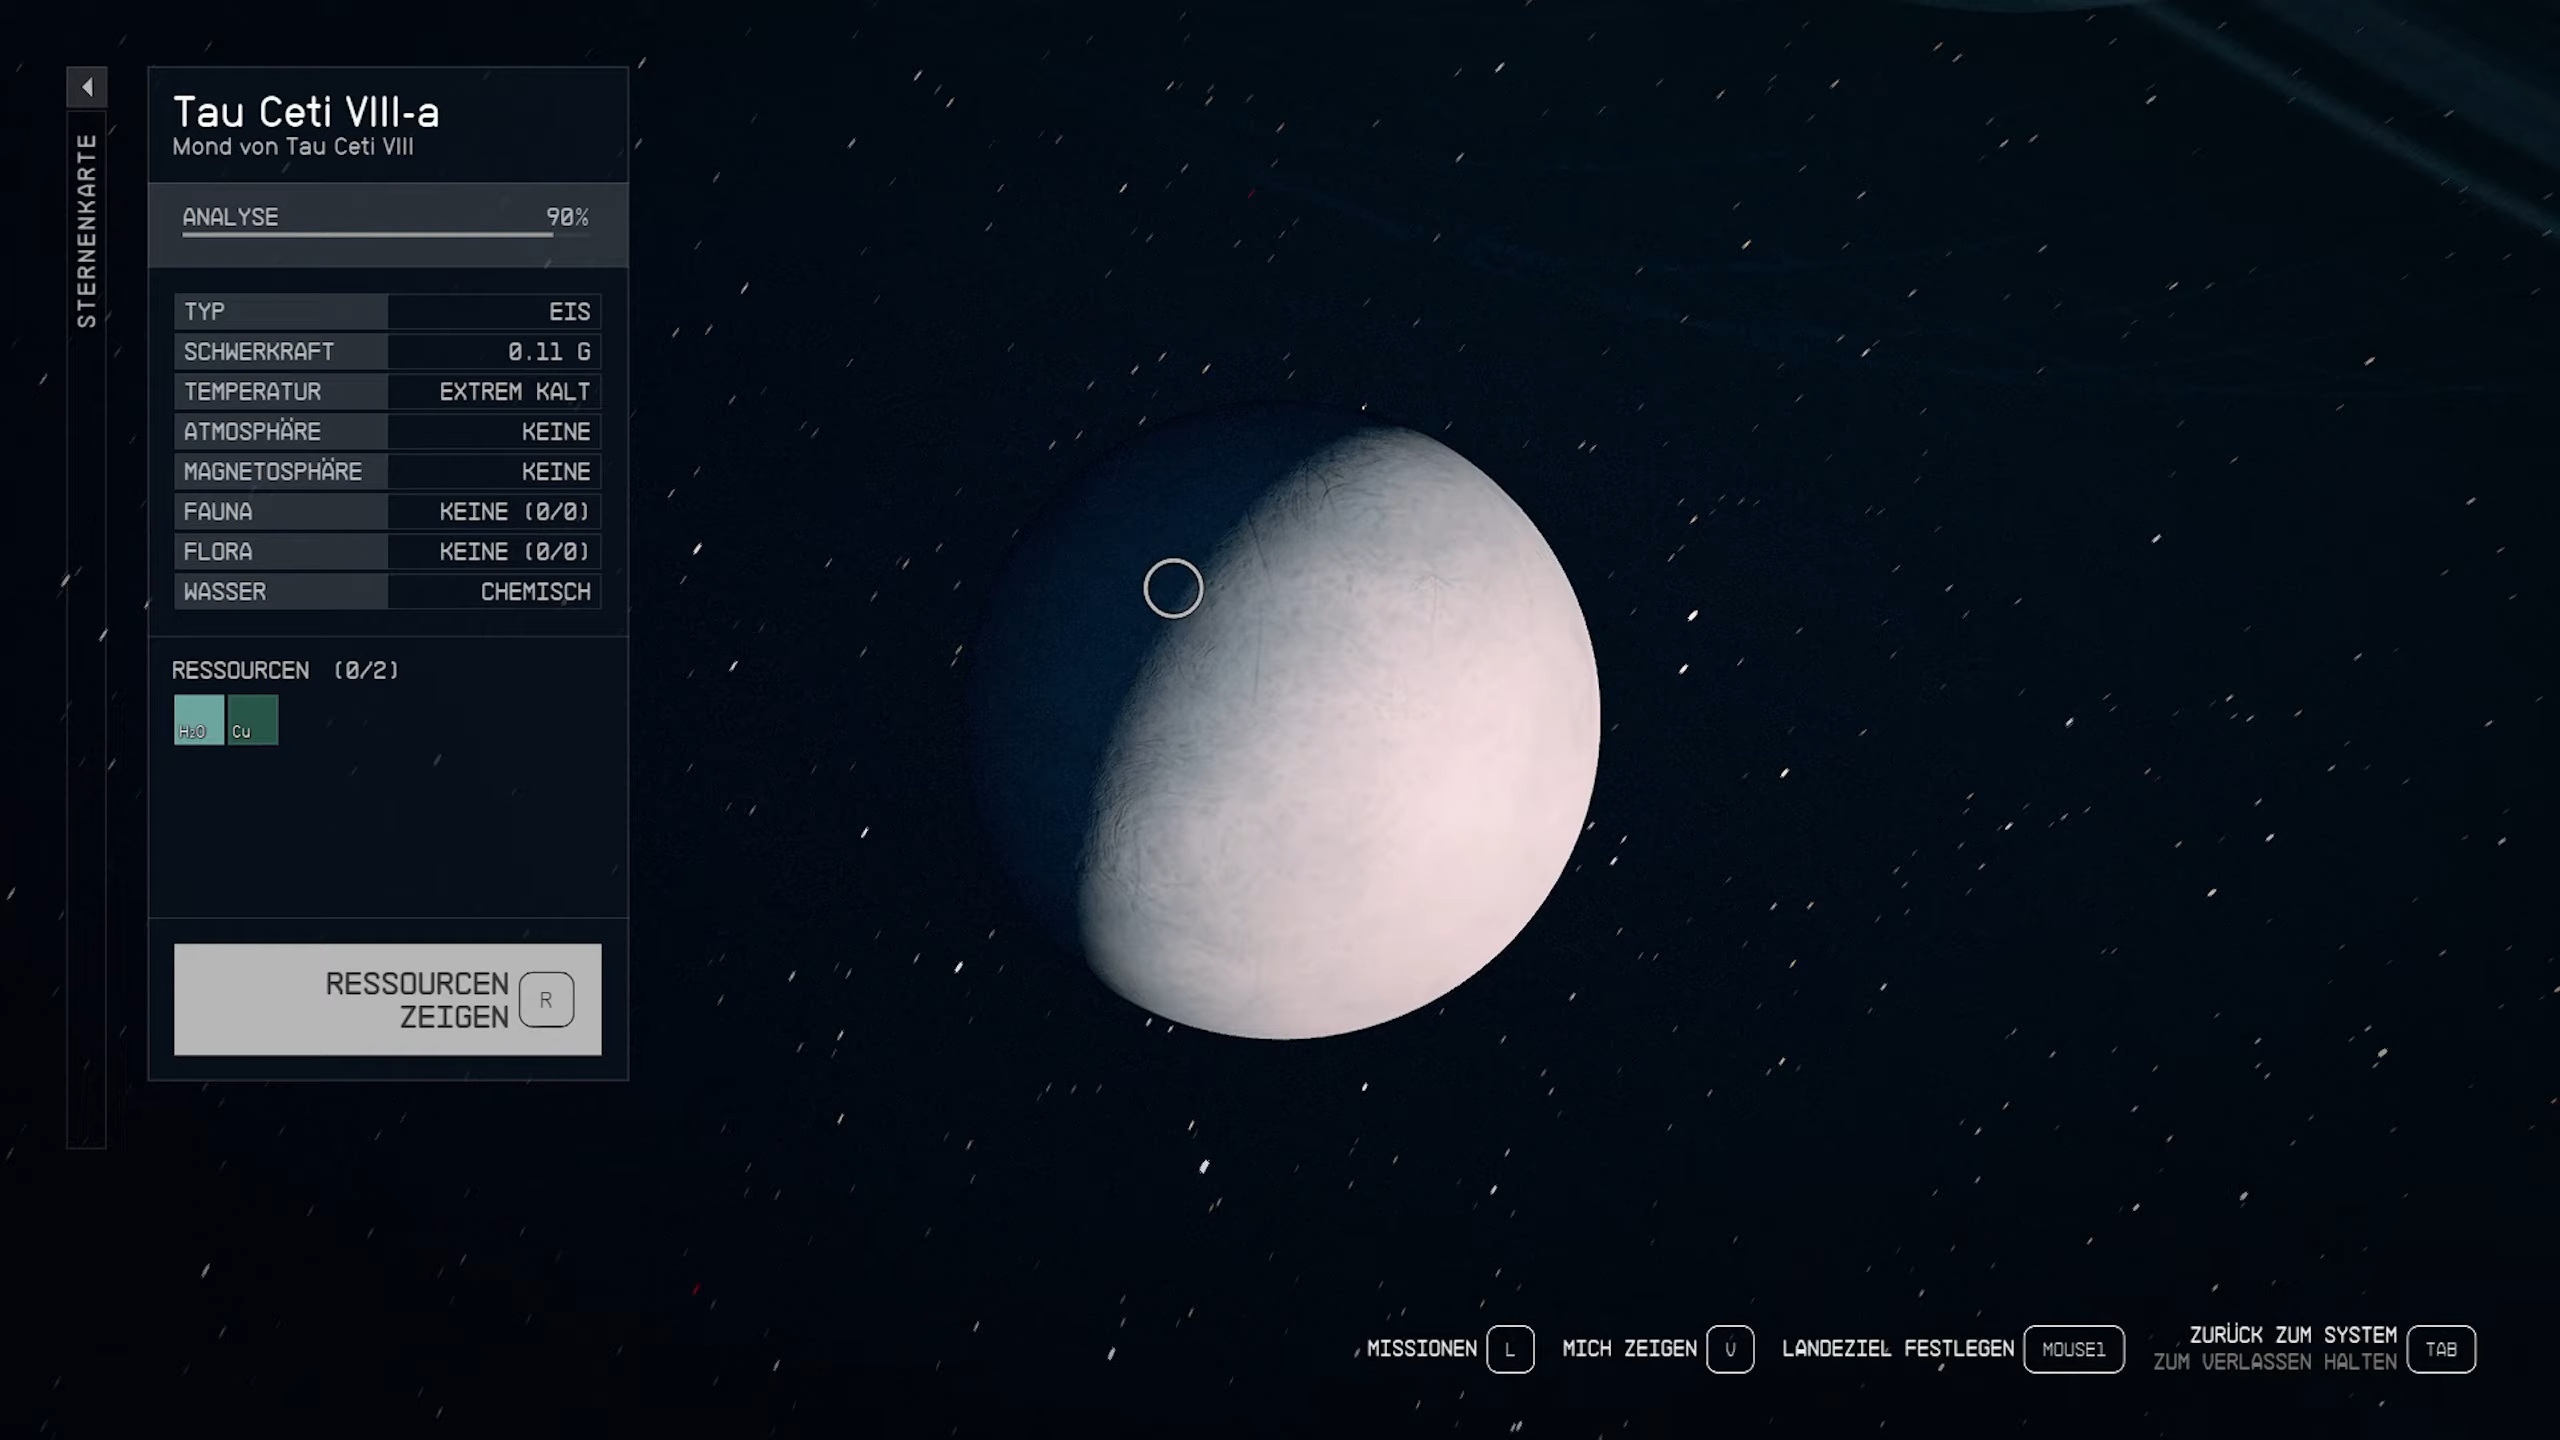 STERNENKARTE
Tau Ceti VIII-a
Mond von Tau Ceti VIII
ANALYSE 90%
TYP EIS
SCHWERKRAFT 0.11 G
TEMPERATUR EXTREM KALT
ATMOSPHÄRE KEINE
MAGNETOSPHÄRE KEINE
FAUNA KEINE (0/0)
FLORA KEINE (0/0)
WASSER CHEMISCH
RESSOURCEN (0/2)
H₂O Cu
RESSOURCEN
ZEIGEN R
MISSIONEN L MICH ZEIGEN V LANDEZIEL FESTLEGEN MOUSE1 ZURÜCK ZUM SYSTEM TAB
ZUM VERLASSEN HALTEN